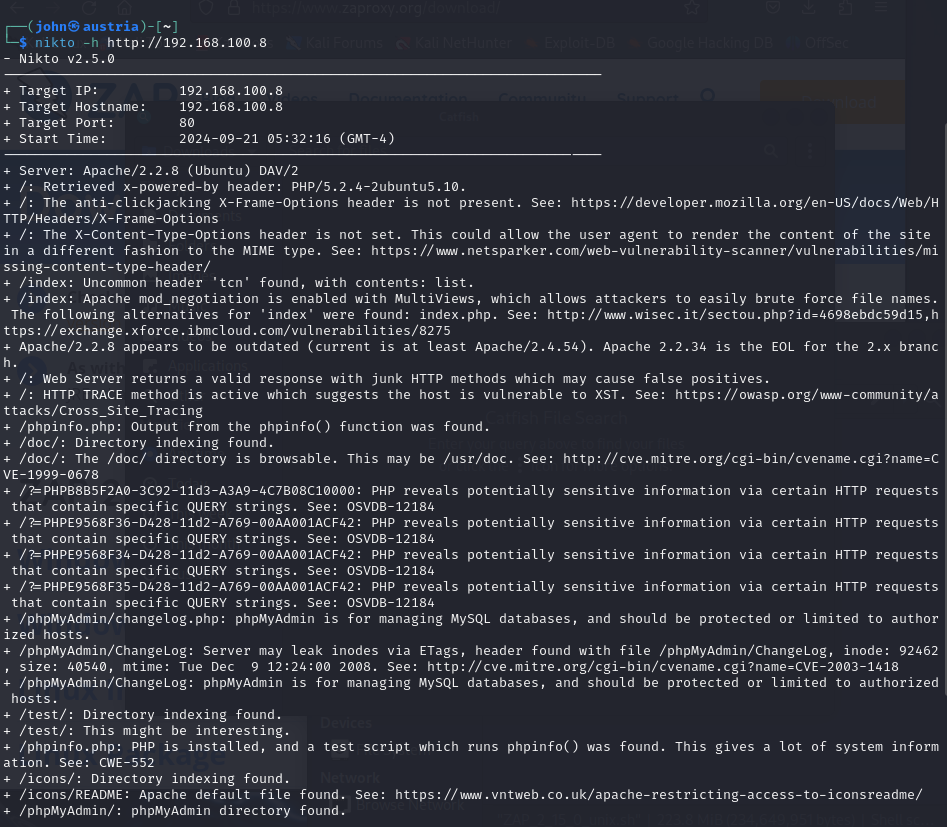 https://www.zaproxy.org/download/
┌──(john㉿austria)-[~]
└─$ nikto -h http://192.168.100.8
Kali Forums Kali NetHunter Exploit-DB Google Hacking DB OffSec
- Nikto v2.5.0
---------------------------------------------------------------------------
+ Target IP: 192.168.100.8
+ Target Hostname: 192.168.100.8
+ Target Port: 80
+ Start Time: 2024-09-21 05:32:16 (GMT-4)
---------------------------------------------------------------------------
+ Server: Apache/2.2.8 (Ubuntu) DAV/2
+ /: Retrieved x-powered-by header: PHP/5.2.4-2ubuntu5.10.
+ /: The anti-clickjacking X-Frame-Options header is not present. See: https://developer.mozilla.org/en-US/docs/Web/H
TTP/Headers/X-Frame-Options
+ /: The X-Content-Type-Options header is not set. This could allow the user agent to render the content of the site
in a different fashion to the MIME type. See: https://www.netsparker.com/web-vulnerability-scanner/vulnerabilities/mi
ssing-content-type-header/
+ /index: Uncommon header 'tcn' found, with contents: list.
+ /index: Apache mod_negotiation is enabled with MultiViews, which allows attackers to easily brute force file names.
The following alternatives for 'index' were found: index.php. See: http://www.wisec.it/sectou.php?id=4698ebdc59d15,h
ttps://exchange.xforce.ibmcloud.com/vulnerabilities/8275
+ Apache/2.2.8 appears to be outdated (current is at least Apache/2.4.54). Apache 2.2.34 is the EOL for the 2.x branc
h.
+ /: Web Server returns a valid response with junk HTTP methods which may cause false positives.
+ /: HTTP TRACE method is active which suggests the host is vulnerable to XST. See: https://owasp.org/www-community/a
ttacks/Cross_Site_Tracing
+ /phpinfo.php: Output from the phpinfo() function was found.
+ /doc/: Directory indexing found.
+ /doc/: The /doc/ directory is browsable. This may be /usr/doc. See: http://cve.mitre.org/cgi-bin/cvename.cgi?name=C
VE-1999-0678
+ /?=PHPB8B5F2A0-3C92-11d3-A3A9-4C7B08C10000: PHP reveals potentially sensitive information via certain HTTP requests
that contain specific QUERY strings. See: OSVDB-12184
+ /?=PHPE9568F36-D428-11d2-A769-00AA001ACF42: PHP reveals potentially sensitive information via certain HTTP requests
that contain specific QUERY strings. See: OSVDB-12184
+ /?=PHPE9568F34-D428-11d2-A769-00AA001ACF42: PHP reveals potentially sensitive information via certain HTTP requests
that contain specific QUERY strings. See: OSVDB-12184
+ /?=PHPE9568F35-D428-11d2-A769-00AA001ACF42: PHP reveals potentially sensitive information via certain HTTP requests
that contain specific QUERY strings. See: OSVDB-12184
+ /phpMyAdmin/changelog.php: phpMyAdmin is for managing MySQL databases, and should be protected or limited to author
ized hosts.
+ /phpMyAdmin/ChangeLog: Server may leak inodes via ETags, header found with file /phpMyAdmin/ChangeLog, inode: 92462
, size: 40540, mtime: Tue Dec  9 12:24:00 2008. See: http://cve.mitre.org/cgi-bin/cvename.cgi?name=CVE-2003-1418
+ /phpMyAdmin/ChangeLog: phpMyAdmin is for managing MySQL databases, and should be protected or limited to authorized
hosts.
+ /test/: Directory indexing found.
+ /test/: This might be interesting.
+ /phpinfo.php: PHP is installed, and a test script which runs phpinfo() was found. This gives a lot of system inform
ation. See: CWE-552
+ /icons/: Directory indexing found.
+ /icons/README: Apache default file found. See: https://www.vntweb.co.uk/apache-restricting-access-to-iconsreadme/
+ /phpMyAdmin/: phpMyAdmin directory found.